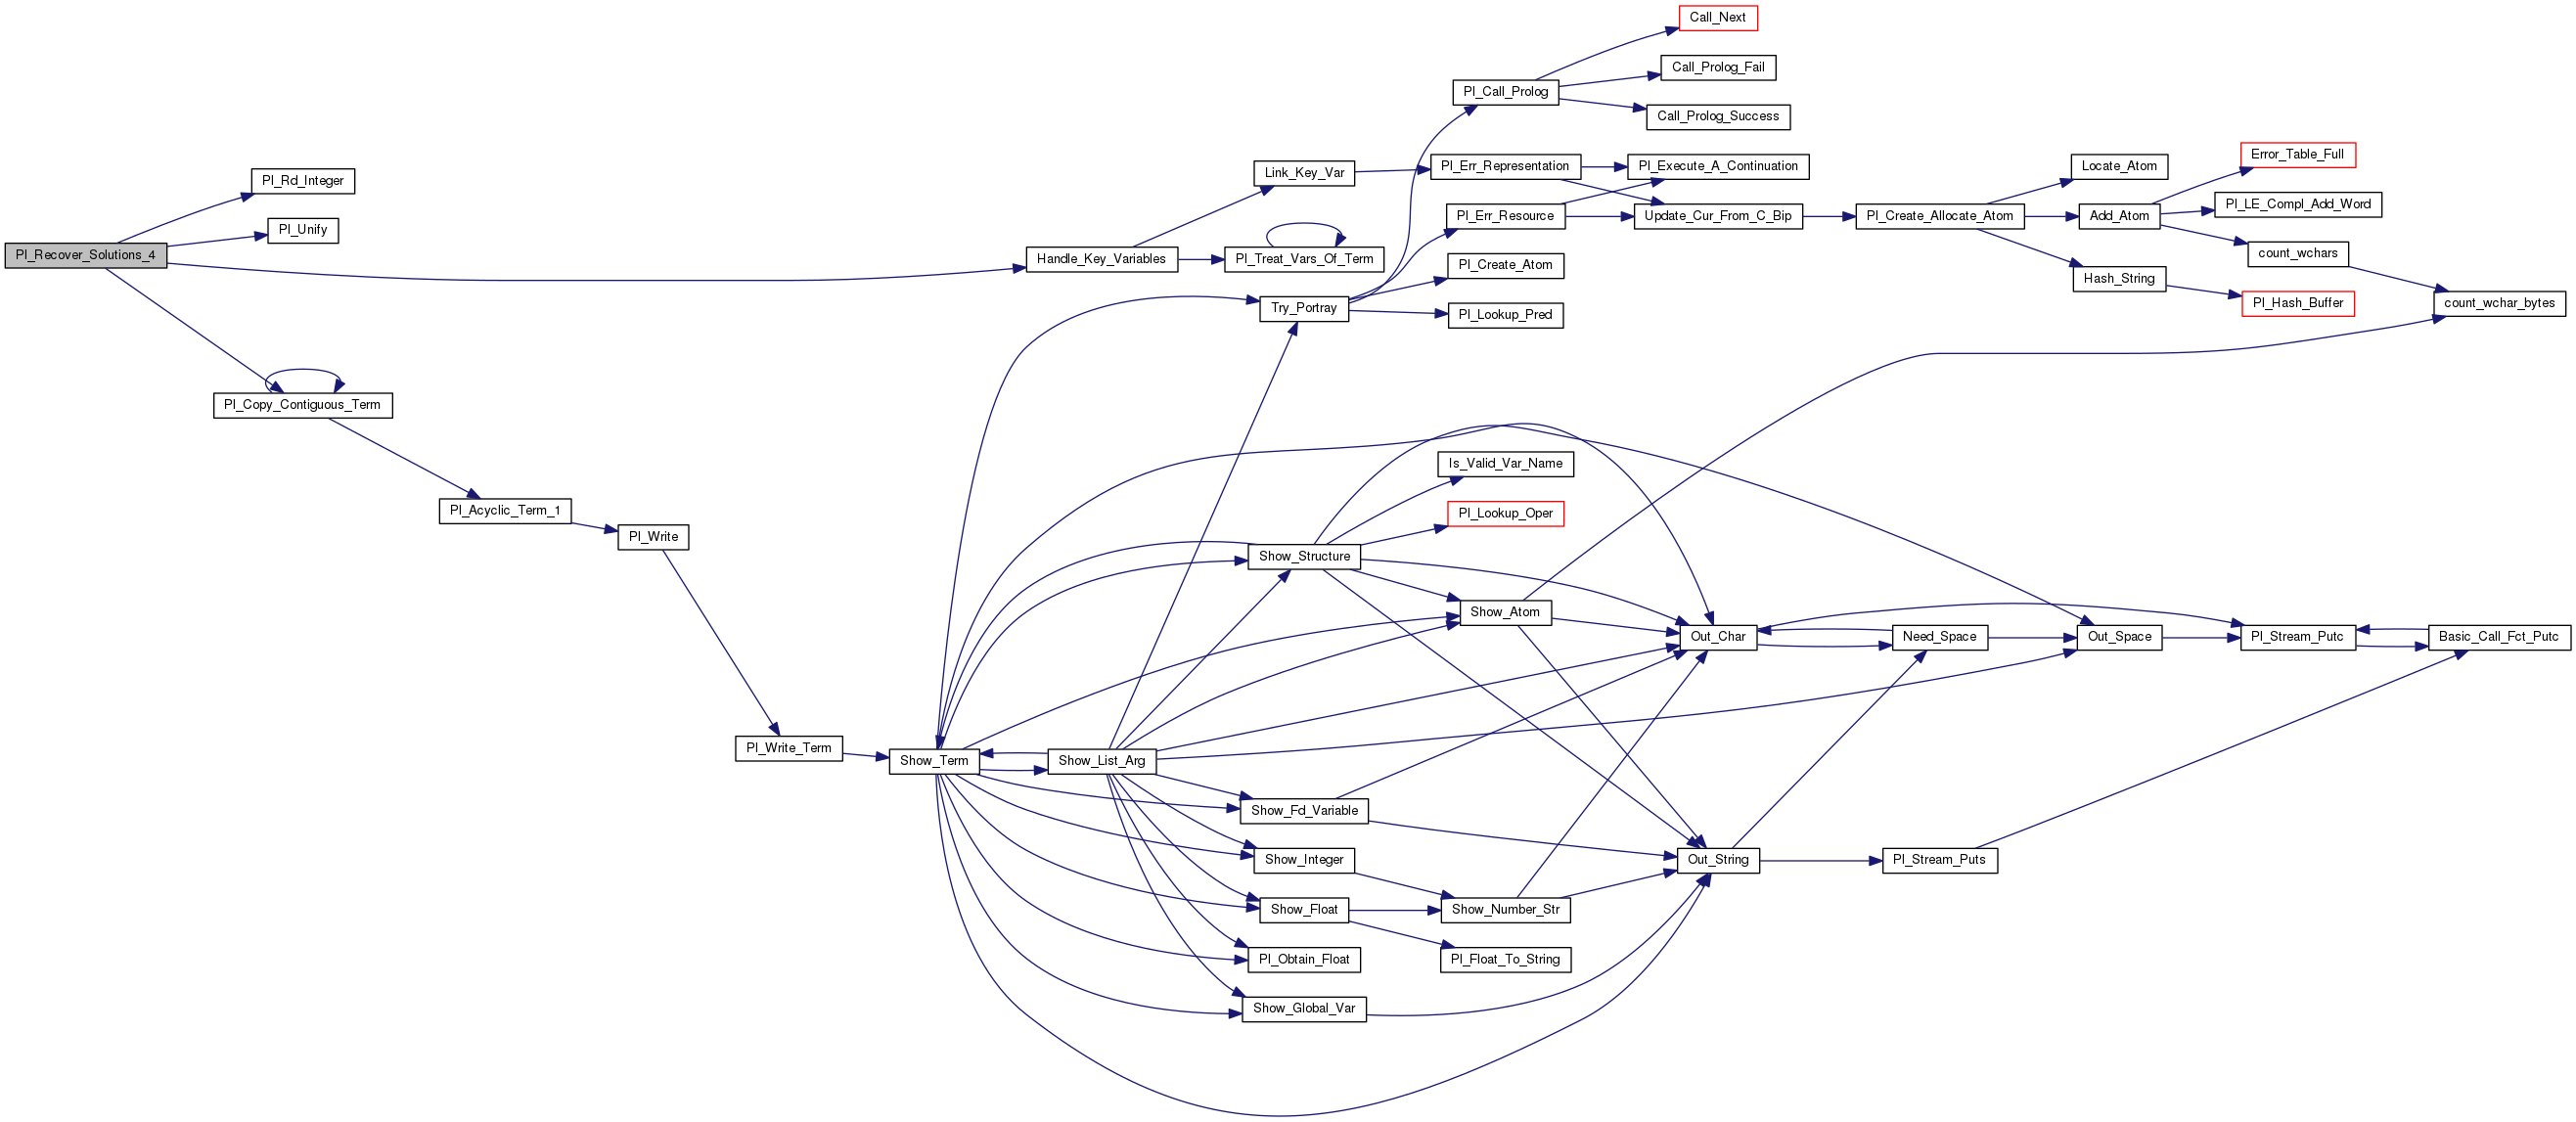 Call_Next
Call_Prolog_Fail
Pl_Call_Prolog
Call_Prolog_Success
Error_Table_Full
Pl_Err_Representation
Pl_Execute_A_Continuation
Locate_Atom
Link_Key_Var
Pl_Rd_Integer
Pl_LE_Compl_Add_Word
Pl_Err_Resource
Update_Cur_From_C_Bip
Pl_Create_Allocate_Atom
Add_Atom
Pl_Unify
count_wchars
Pl_Recover_Solutions_4
Handle_Key_Variables
Pl_Treat_Vars_Of_Term
Pl_Create_Atom
Hash_String
Pl_Hash_Buffer
count_wchar_bytes
Try_Portray
Pl_Lookup_Pred
Pl_Copy_Contiguous_Term
Is_Valid_Var_Name
Pl_Acyclic_Term_1
Pl_Lookup_Oper
Pl_Write
Show_Structure
Show_Atom
Out_Char
Need_Space
Out_Space
Pl_Stream_Putc
Basic_Call_Fct_Putc
Pl_Write_Term
Show_Term
Show_List_Arg
Show_Fd_Variable
Show_Integer
Out_String
Pl_Stream_Puts
Show_Float
Show_Number_Str
Pl_Obtain_Float
Pl_Float_To_String
Show_Global_Var